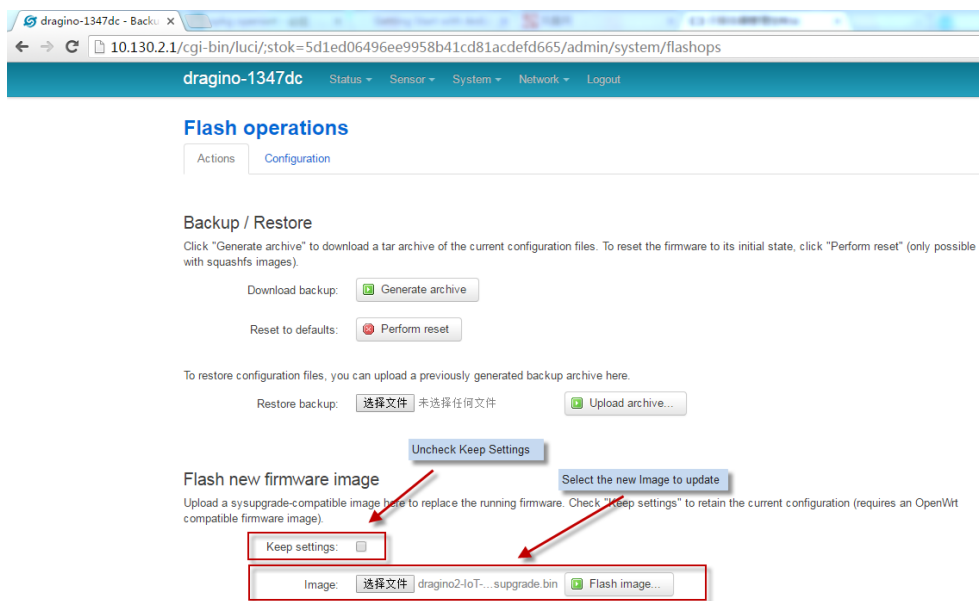 dragino-1347dc - Backu
10.130.2.1/cgi-bin/luci/;stok=5d1ed06496ee9958b41cd81acdefd665/admin/system/flashops
dragino-1347dc Status Sensor System Network Logout
Flash operations
Actions Configuration
Backup / Restore
Click "Generate archive" to download a tar archive of the current configuration files. To reset the firmware to its initial state, click "Perform reset" (only possible
with squashfs images).
Download backup: Generate archive
Reset to defaults: Perform reset
To restore configuration files, you can upload a previously generated backup archive here.
Restore backup: 选择文件 未选择任何文件 Upload archive...
Uncheck Keep Settings
Flash new firmware image
Select the new Image to update
Upload a sysupgrade-compatible image here to replace the running firmware. Check "Keep settings" to retain the current configuration (requires an OpenWrt
compatible firmware image).
Keep settings:
Image: 选择文件 dragino2-IoT-...supgrade.bin Flash image...